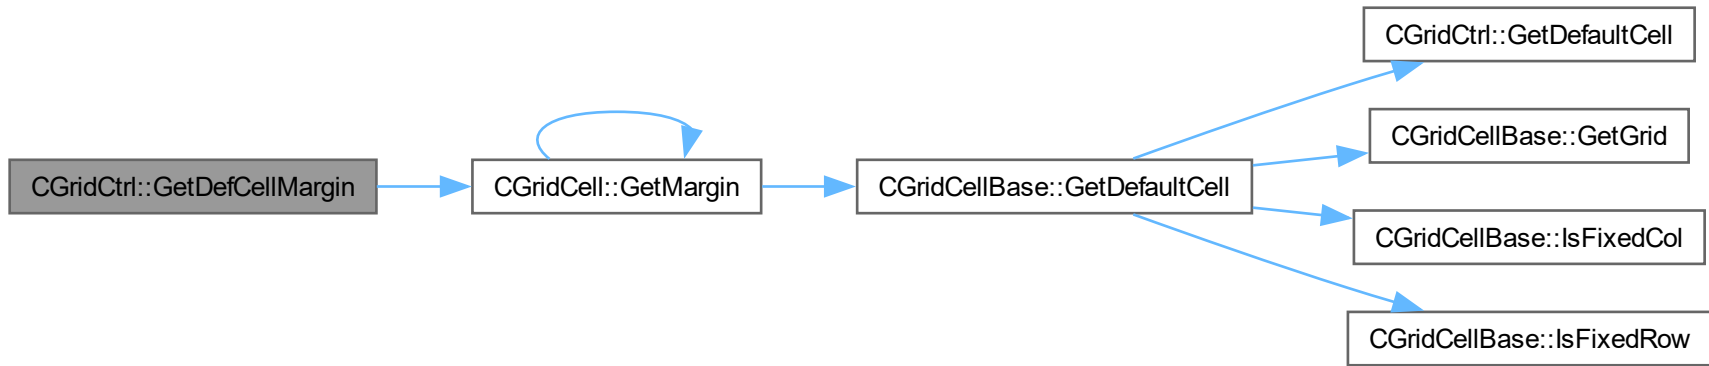 CGridCtrl::GetDefCellMargin
CGridCell::GetMargin
CGridCellBase::GetDefaultCell
CGridCtrl::GetDefaultCell
CGridCellBase::GetGrid
CGridCellBase::IsFixedCol
CGridCellBase::IsFixedRow